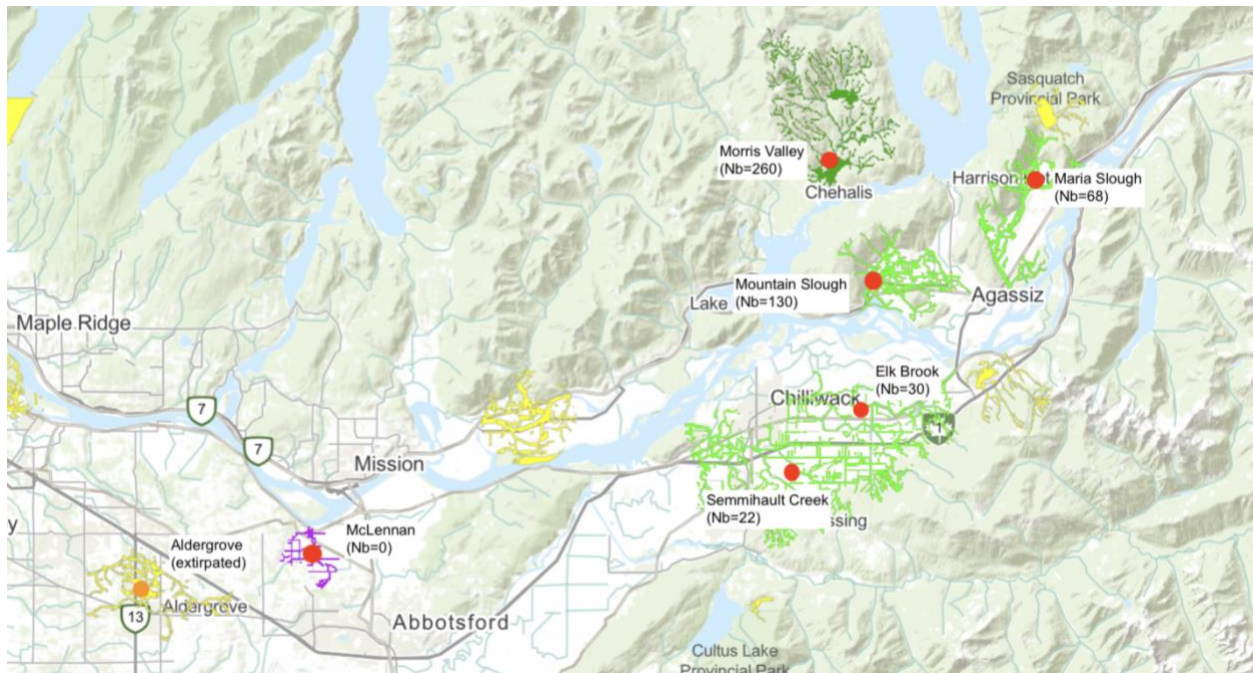 Sasquatch
Provincial Park
Morris Valley
(Nb=260)
Chehalis
Harrison
Maria Slough
(Nb=68)
Mountain Slough
(Nb=130)
Lake
Agassiz
Maple Ridge
Elk Brook
(Nb=30)
Chilliwack
7
1
7
Mission
Semmihault Creek
(Nb=22)
ssing
McLennan
(Nb=0)
Aldergrove
(extirpated)
y
Aldergrove
13
Abbotsford
Cultus Lake
Provincial Park